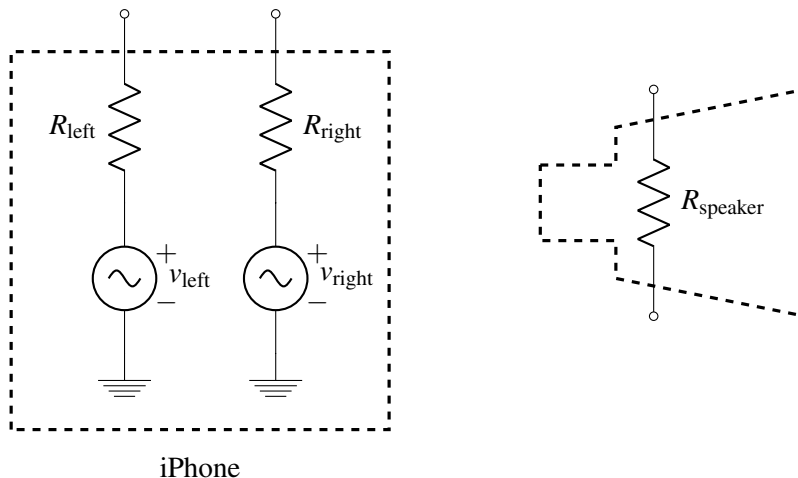 R_left
R_right
+
v_left
−
+
v_right
−
R_speaker
iPhone